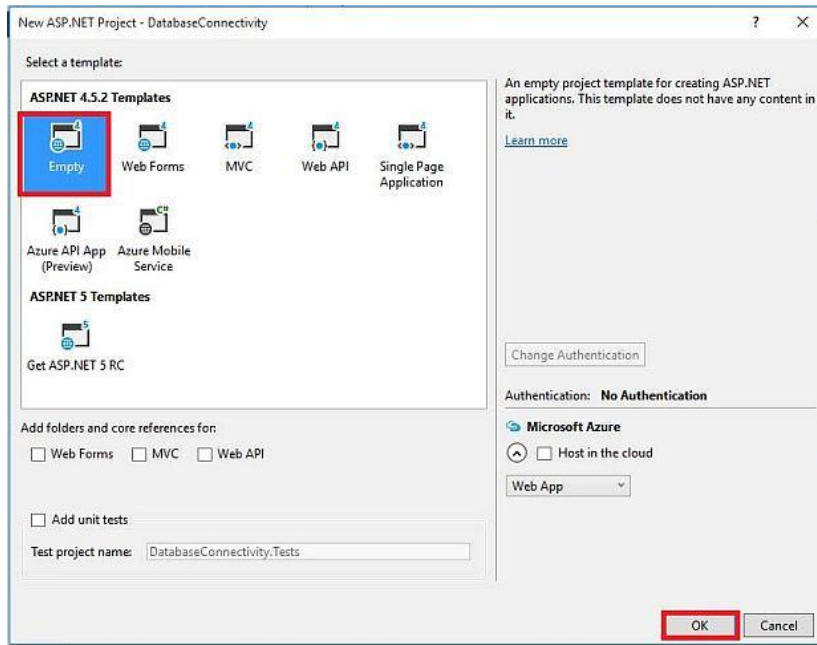 New ASP.NET Project - DatabaseConnectivity
?
Select a template:
ASP.NET 4.5.2 Templates
Empty
Web Forms
MVC
Web API
Single Page
Application
Azure API App
(Preview)
Azure Mobile
Service
ASP.NET 5 Templates
Get ASP.NET 5 RC
An empty project template for creating ASP.NET
applications. This template does not have any content in
it.
Learn more
Change Authentication
Authentication: No Authentication
Microsoft Azure
Host in the cloud
Web App
Add folders and core references for:
Web Forms
MVC
Web API
Add unit tests
Test project name: DatabaseConnectivity.Tests
OK
Cancel